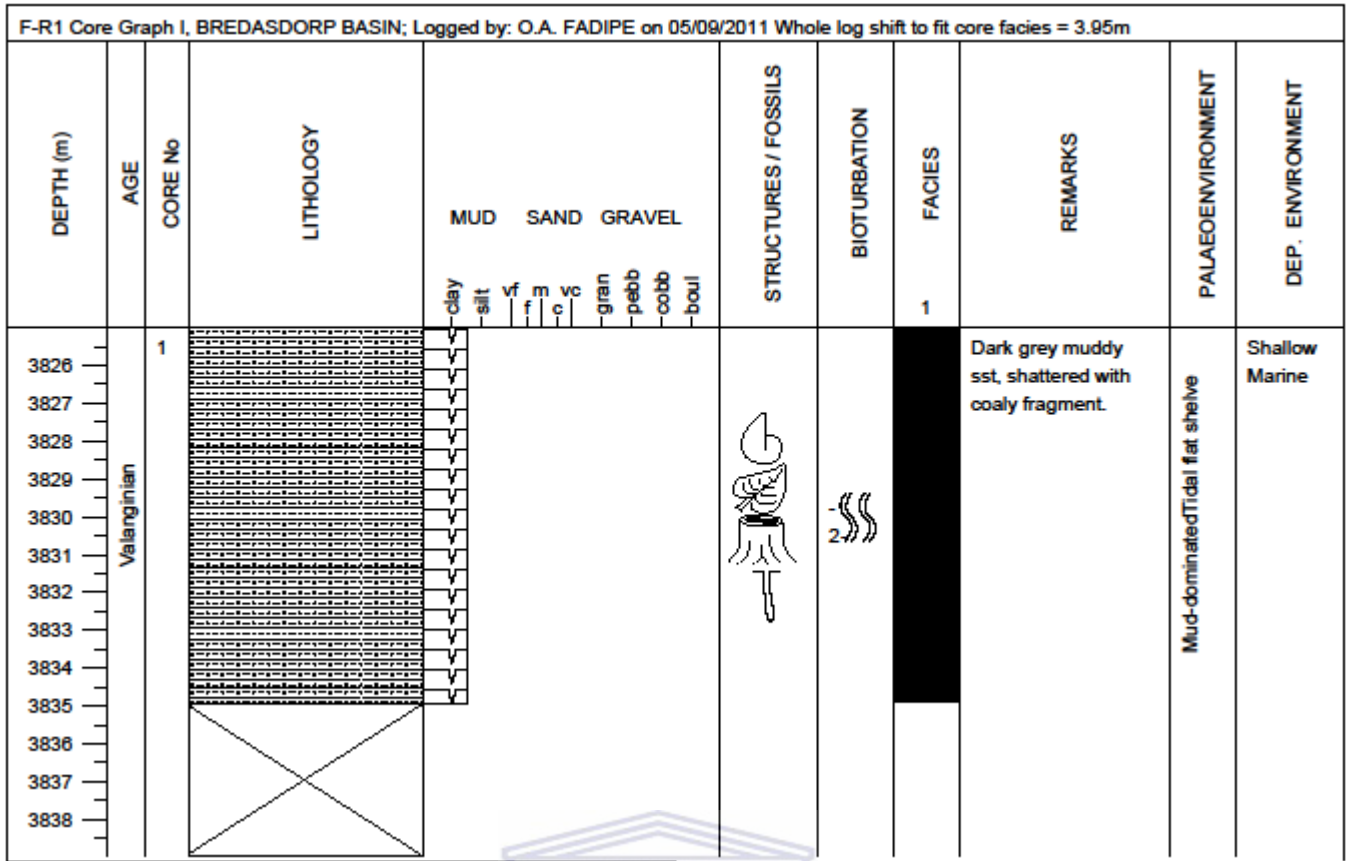 F-R1 Core Graph I, BREDASDORP BASIN; Logged by: O.A. FADIPE on 05/09/2011 Whole log shift to fit core facies = 3.95m
DEPTH (m)
AGE
CORE No
LITHOLOGY
MUD SAND GRAVEL
clay
silt
vf
f
m
c
vc
gran
pebb
cobb
boul
STRUCTURES / FOSSILS
BIOTURBATION
FACIES
1
REMARKS
PALAEOENVIRONMENT
DEP. ENVIRONMENT
3826
3827
3828
3829
3830
3831
3832
3833
3834
3835
3836
3837
3838
Valanginian
1
-
2
Dark grey muddy
sst, shattered with
coaly fragment.
Mud-dominatedTidal flat shelve
Shallow
Marine